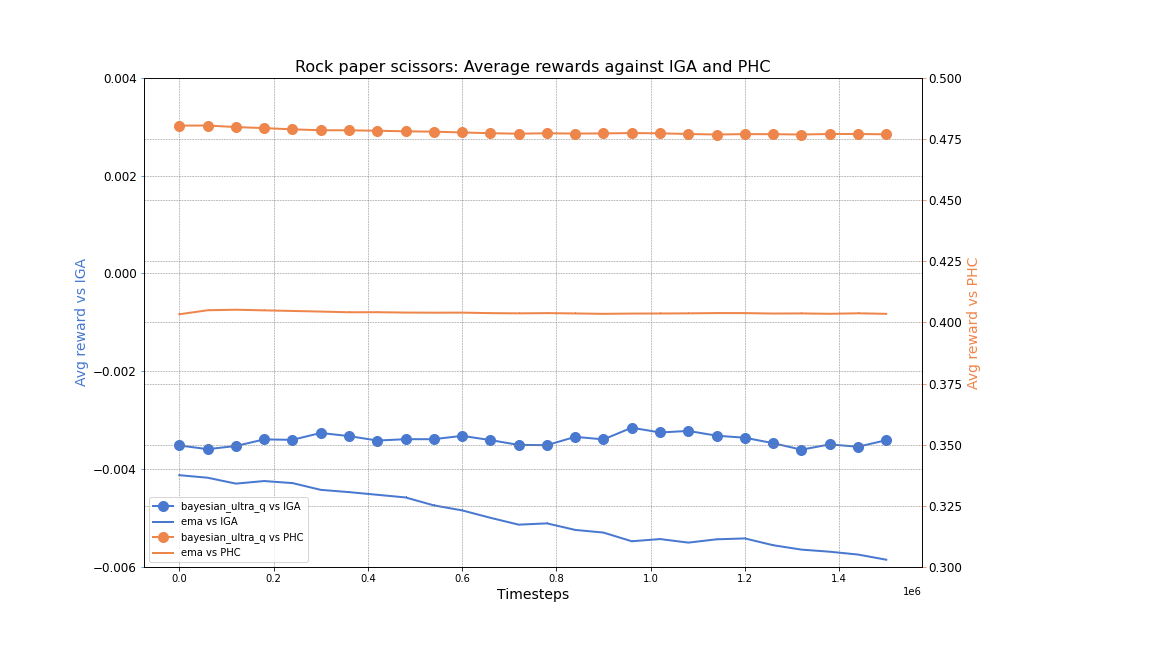 Rock paper scissors: Average rewards against IGA and PHC
0.004
0.002
0.000
−0.002
−0.004
−0.006
Avg reward vs IGA
0.500
0.475
0.450
0.425
0.400
0.375
0.350
0.325
0.300
Avg reward vs PHC
bayesian_ultra_q vs IGA
ema vs IGA
bayesian_ultra_q vs PHC
ema vs PHC
0.0 0.2 0.4 0.6 0.8 1.0 1.2 1.4
1e6
Timesteps